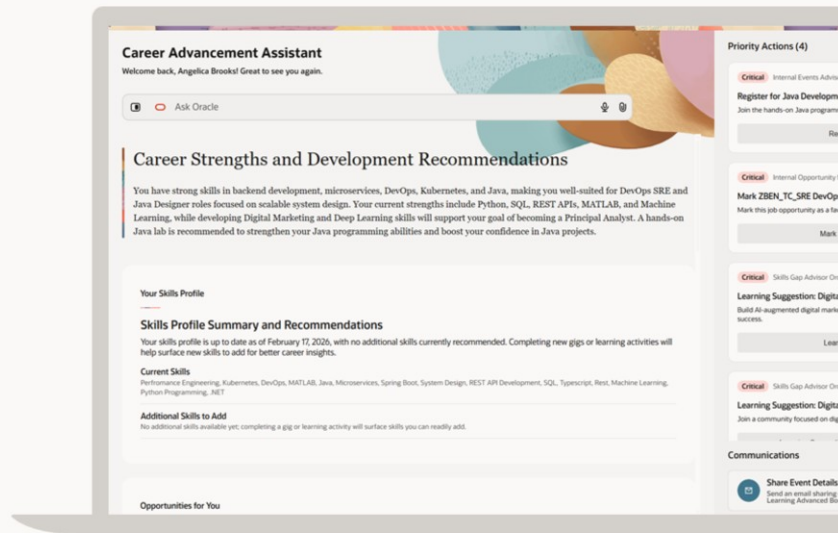 Career Advancement Assistant
Welcome back, Angelica Brooks! Great to see you again.
Ask Oracle
Career Strengths and Development Recommendations
You have strong skills in backend development, microservices, DevOps, Kubernetes, and Java, making you well-suited for DevOps SRE and
Java Designer roles focused on scalable system design. Your current strengths include Python, SQL, REST APIs, MATLAB, and Machine
Learning, while developing Digital Marketing and Deep Learning skills will support your goal of becoming a Principal Analyst. A hands-on
Java lab is recommended to strengthen your Java programming abilities and boost your confidence in Java projects.
Your Skills Profile
Skills Profile Summary and Recommendations
Your skills profile is up to date as of February 17, 2026, with no additional skills currently recommended. Completing new gigs or learning activities will
help surface new skills to add for better career insights.
Current Skills
Perfromance Engineering, Kubernetes, DevOps, MATLAB, Java, Microservices, Spring Boot, System Design, REST API Development, SQL, Typescript, Rest, Machine Learning,
Python Programming, .NET
Additional Skills to Add
No additional skills available yet; completing a gig or learning activity will surface skills you can readily add.
Opportunities for You
Priority Actions (4)
Critical Internal Events Advisor
Register for Java Developm
Join the hands-on Java programm
Re
Critical Internal Opportunity
Mark ZBEN_TC_SRE DevOp
Mark this job opportunity as a fa
Mark
Critical Skills Gap Advisor Or
Learning Suggestion: Digita
Build AI-augmented digital marke
success.
Lear
Critical Skills Gap Advisor Or
Learning Suggestion: Digita
Join a community focused on dig
Communications
Share Event Details
Send an email sharing
Learning Advanced Bo